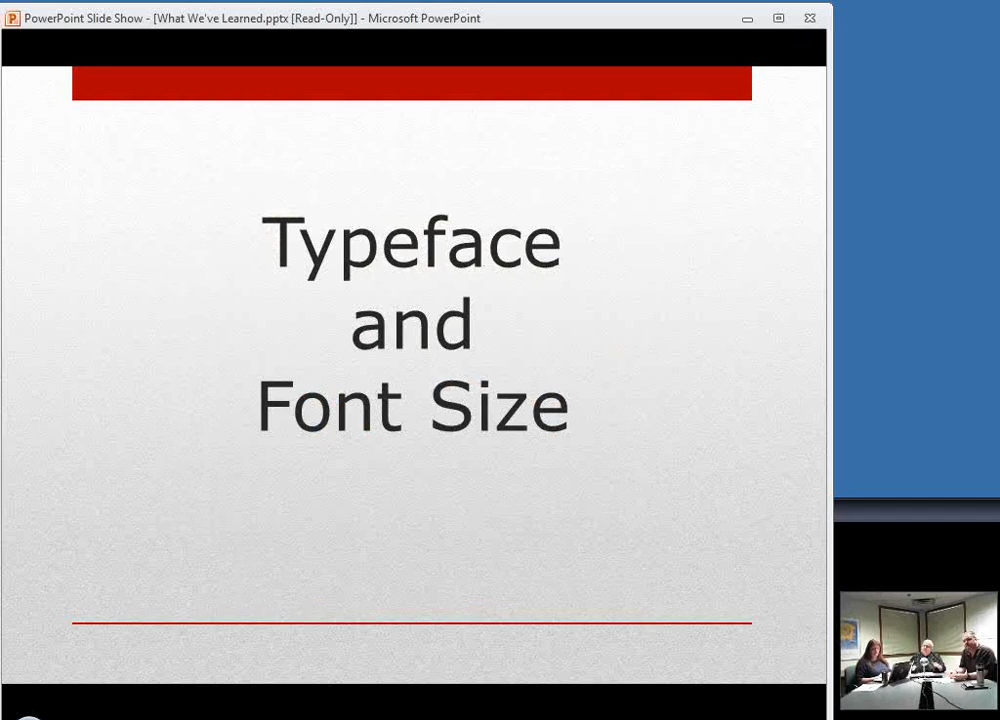 PowerPoint Slide Show - [What We've Learned.pptx [Read-Only]] - Microsoft PowerPoint
Typeface
and
Font Size